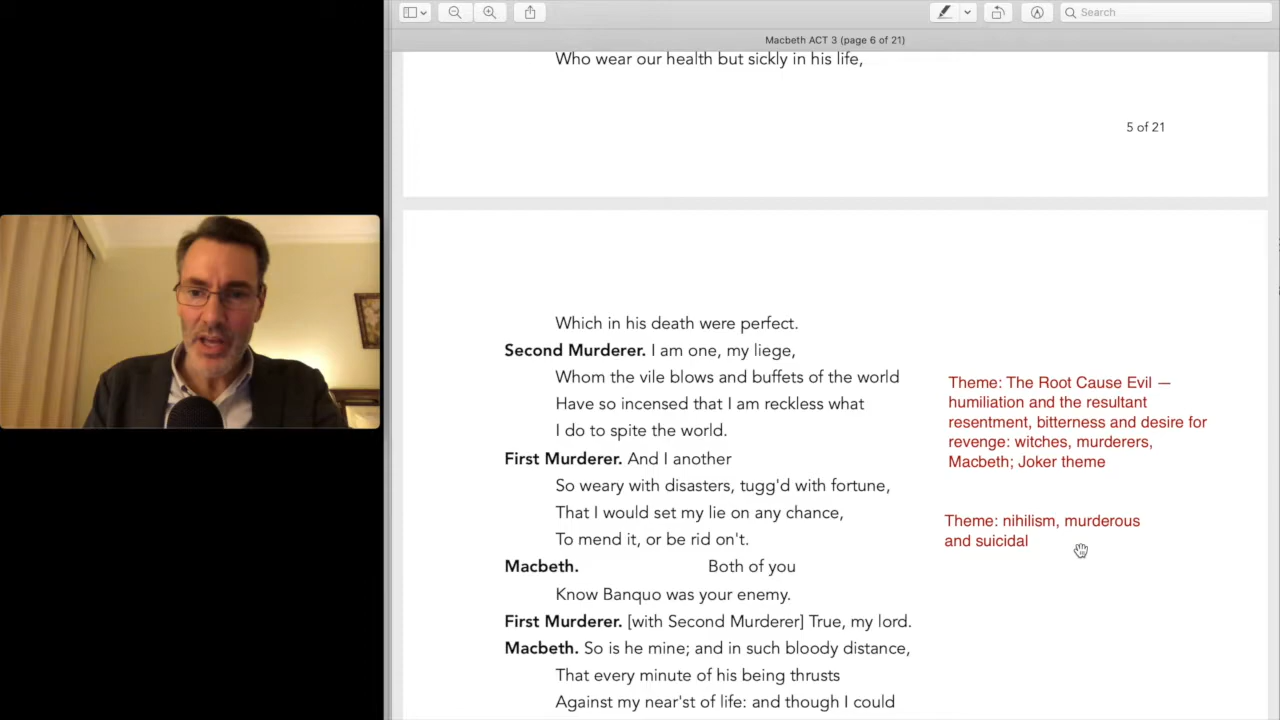 Search
Macbeth ACT 3 (page 6 of 21)
Who wear our health but sickly in his life,
5 of 21
Which in his death were perfect.
Second Murderer. I am one, my liege,
Whom the vile blows and buffets of the world
Have so incensed that I am reckless what
I do to spite the world.
First Murderer. And I another
So weary with disasters, tugg'd with fortune,
That I would set my lie on any chance,
To mend it, or be rid on't.
Macbeth. Both of you
Know Banquo was your enemy.
First Murderer. [with Second Murderer] True, my lord.
Macbeth. So is he mine; and in such bloody distance,
That every minute of his being thrusts
Against my near'st of life: and though I could
Theme: The Root Cause Evil —
humiliation and the resultant
resentment, bitterness and desire for
revenge: witches, murderers,
Macbeth; Joker theme
Theme: nihilism, murderous
and suicidal